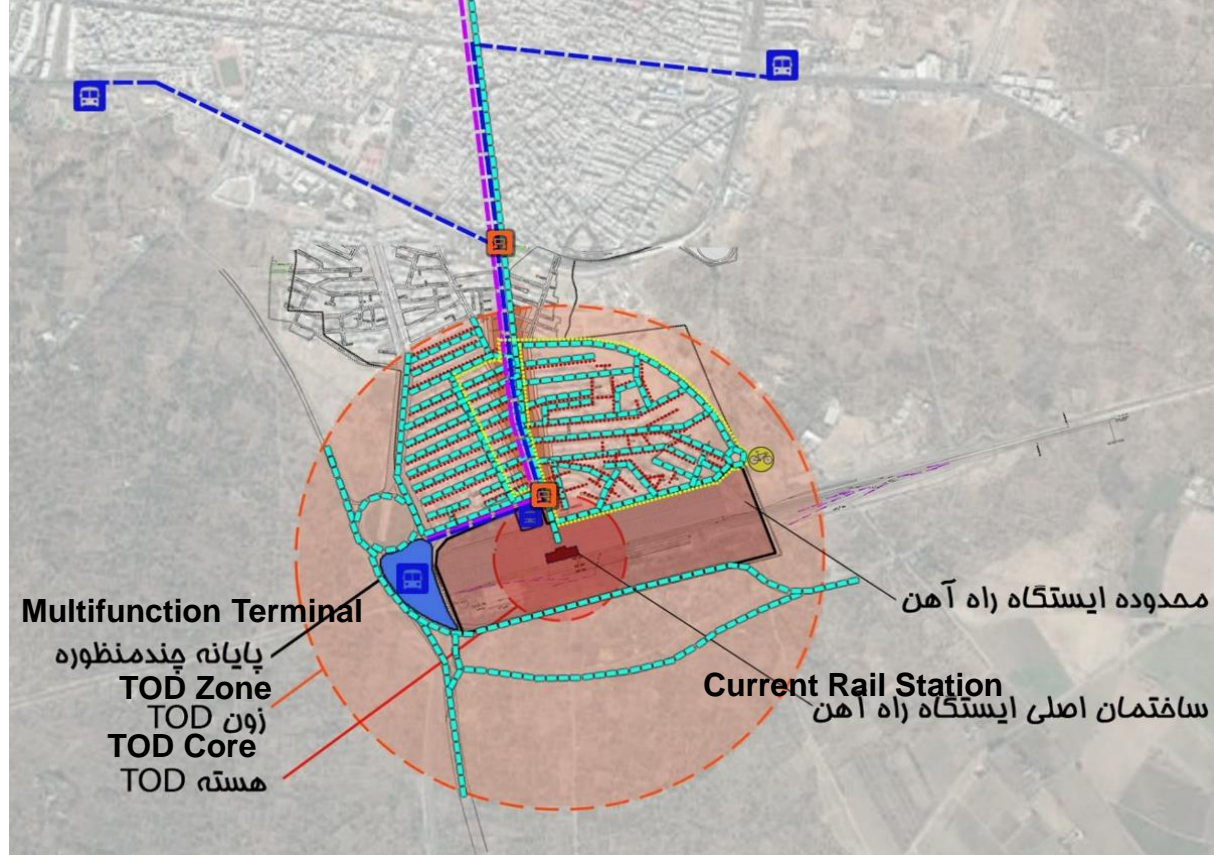 محدوده ایستگاه راه آهن
Multifunction Terminal
پایانه چندمنظوره
TOD Zone
زون TOD
Current Rail Station
ساختمان اصلی ایستگاه راه آهن
TOD Core
هسته TOD